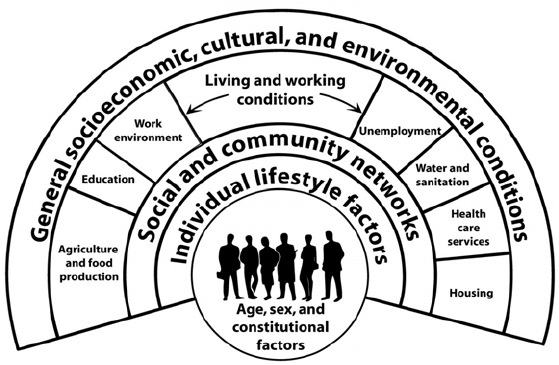 General socioeconomic, cultural, and environmental conditions
Living and working
conditions
Work
environment
Unemployment
Education
Water and
sanitation
Agriculture
and food
production
Health
care
services
Housing
Social and community networks
Individual lifestyle factors
Age, sex, and
constitutional
factors